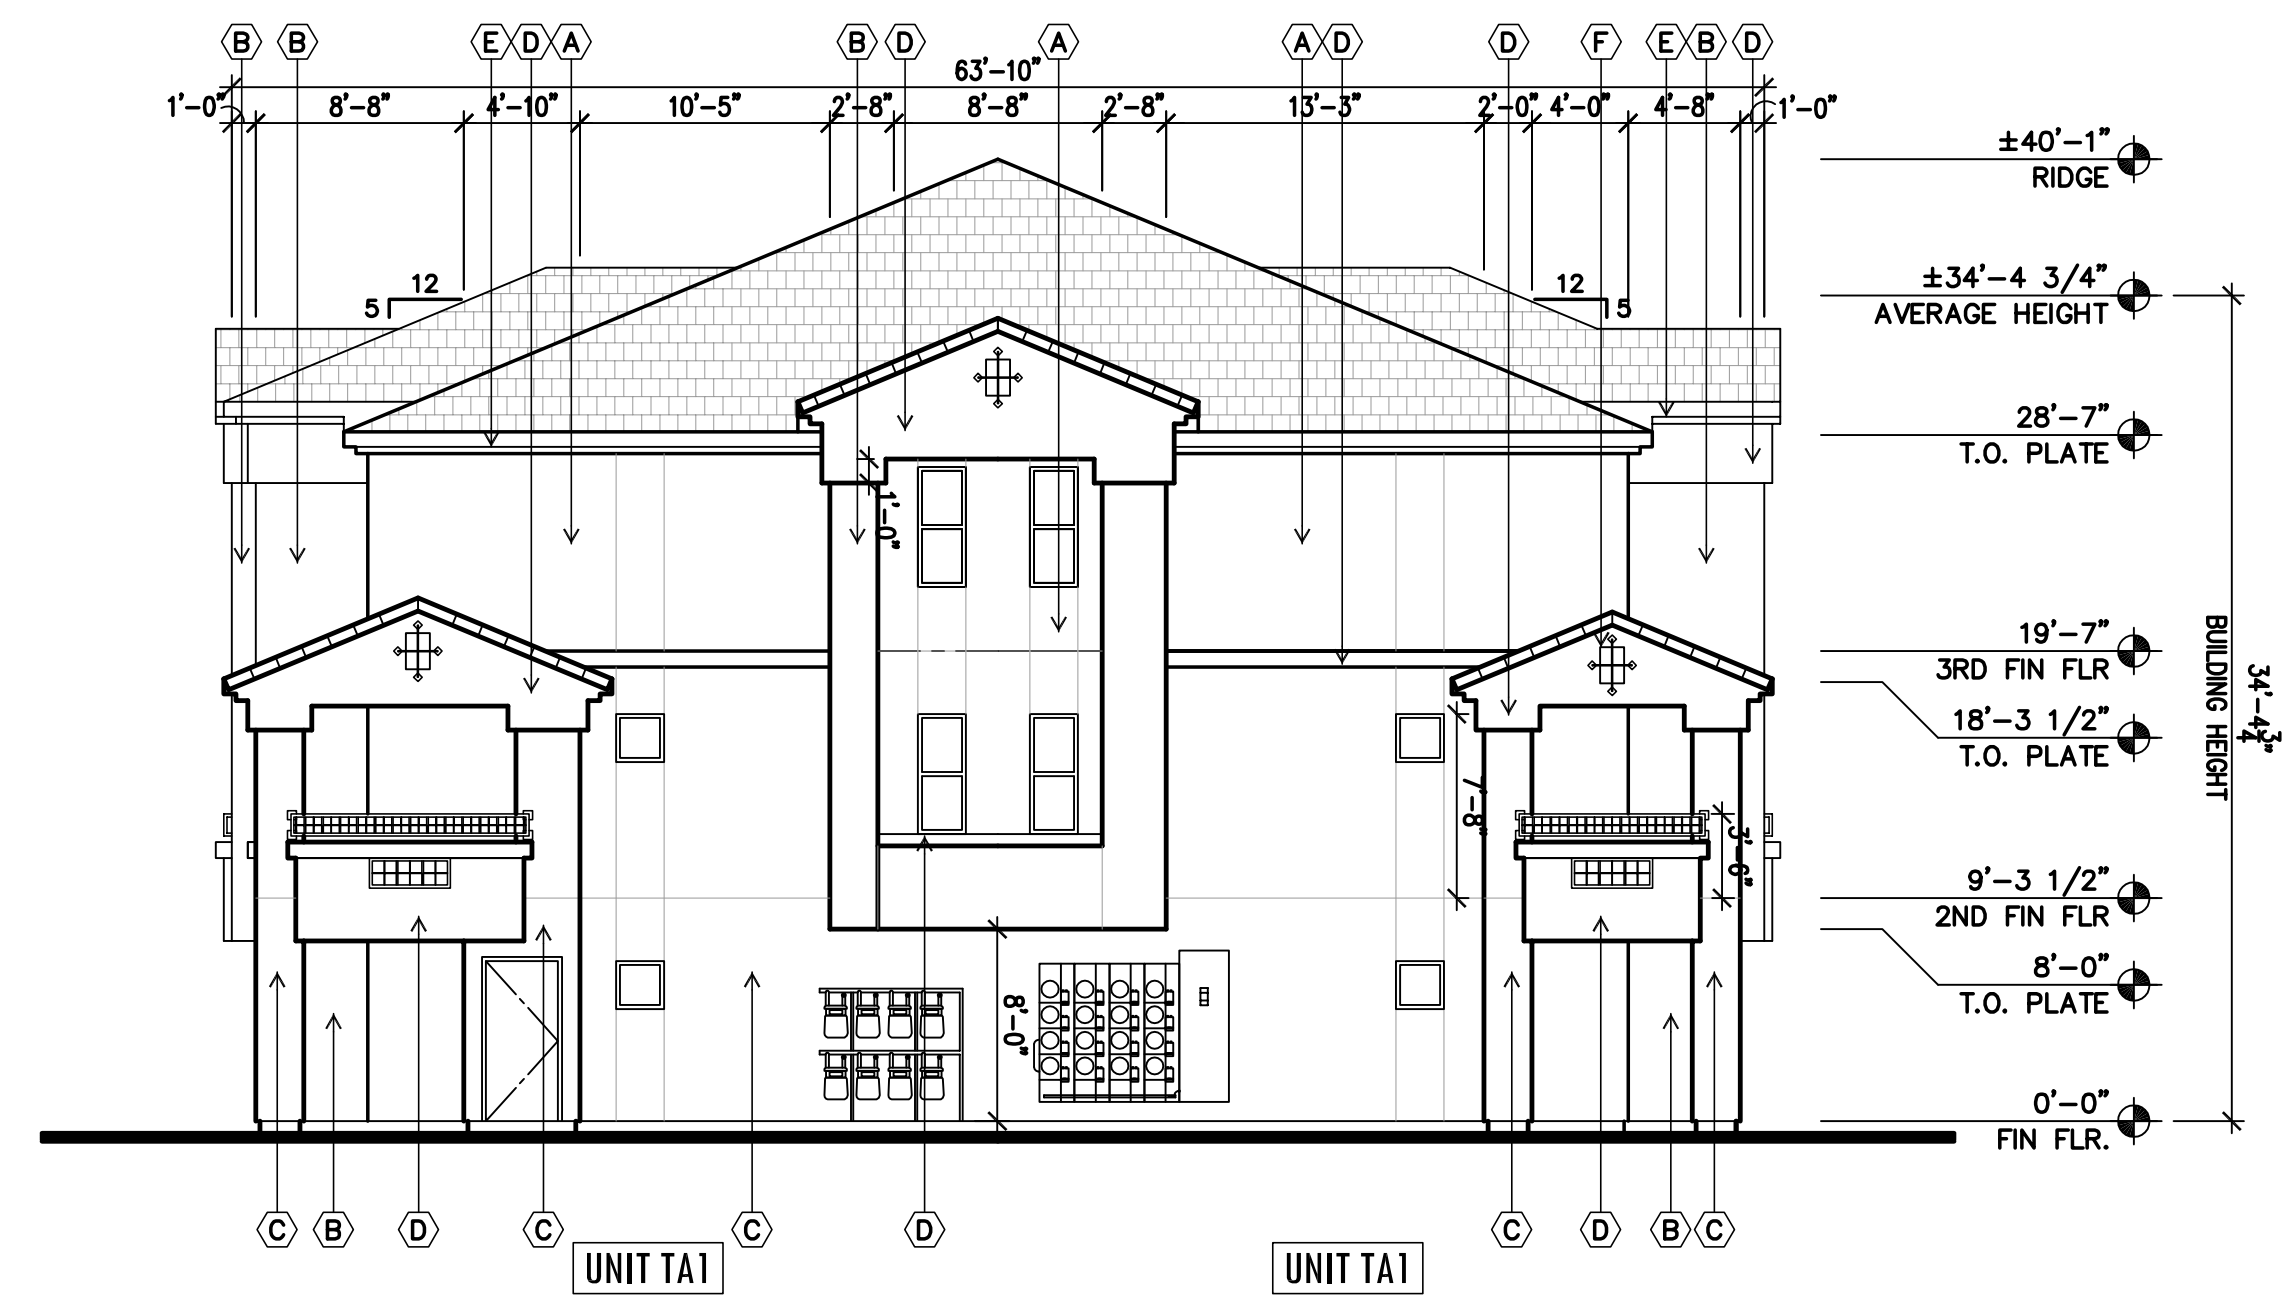 B B E D A B D A A D D F E B D
63'-10"
1'-0" 8'-8" 4'-10" 10'-5" 2'-8" 8'-8" 2'-8" 13'-3" 2'-0" 4'-0" 4'-8" 1'-0"
±40'-1"
RIDGE
12
5
12
5
±34'-4 3/4"
AVERAGE HEIGHT
28'-7"
T.O. PLATE
1'-0"
19'-7"
3RD FIN FLR
18'-3 1/2"
T.O. PLATE
BUILDING HEIGHT
34'-4 3/4"
7'-8"
3'-6"
9'-3 1/2"
2ND FIN FLR
8'-0"
T.O. PLATE
8'-0"
0'-0"
FIN FLR.
C B D C C D C D B C
UNIT TA1
UNIT TA1